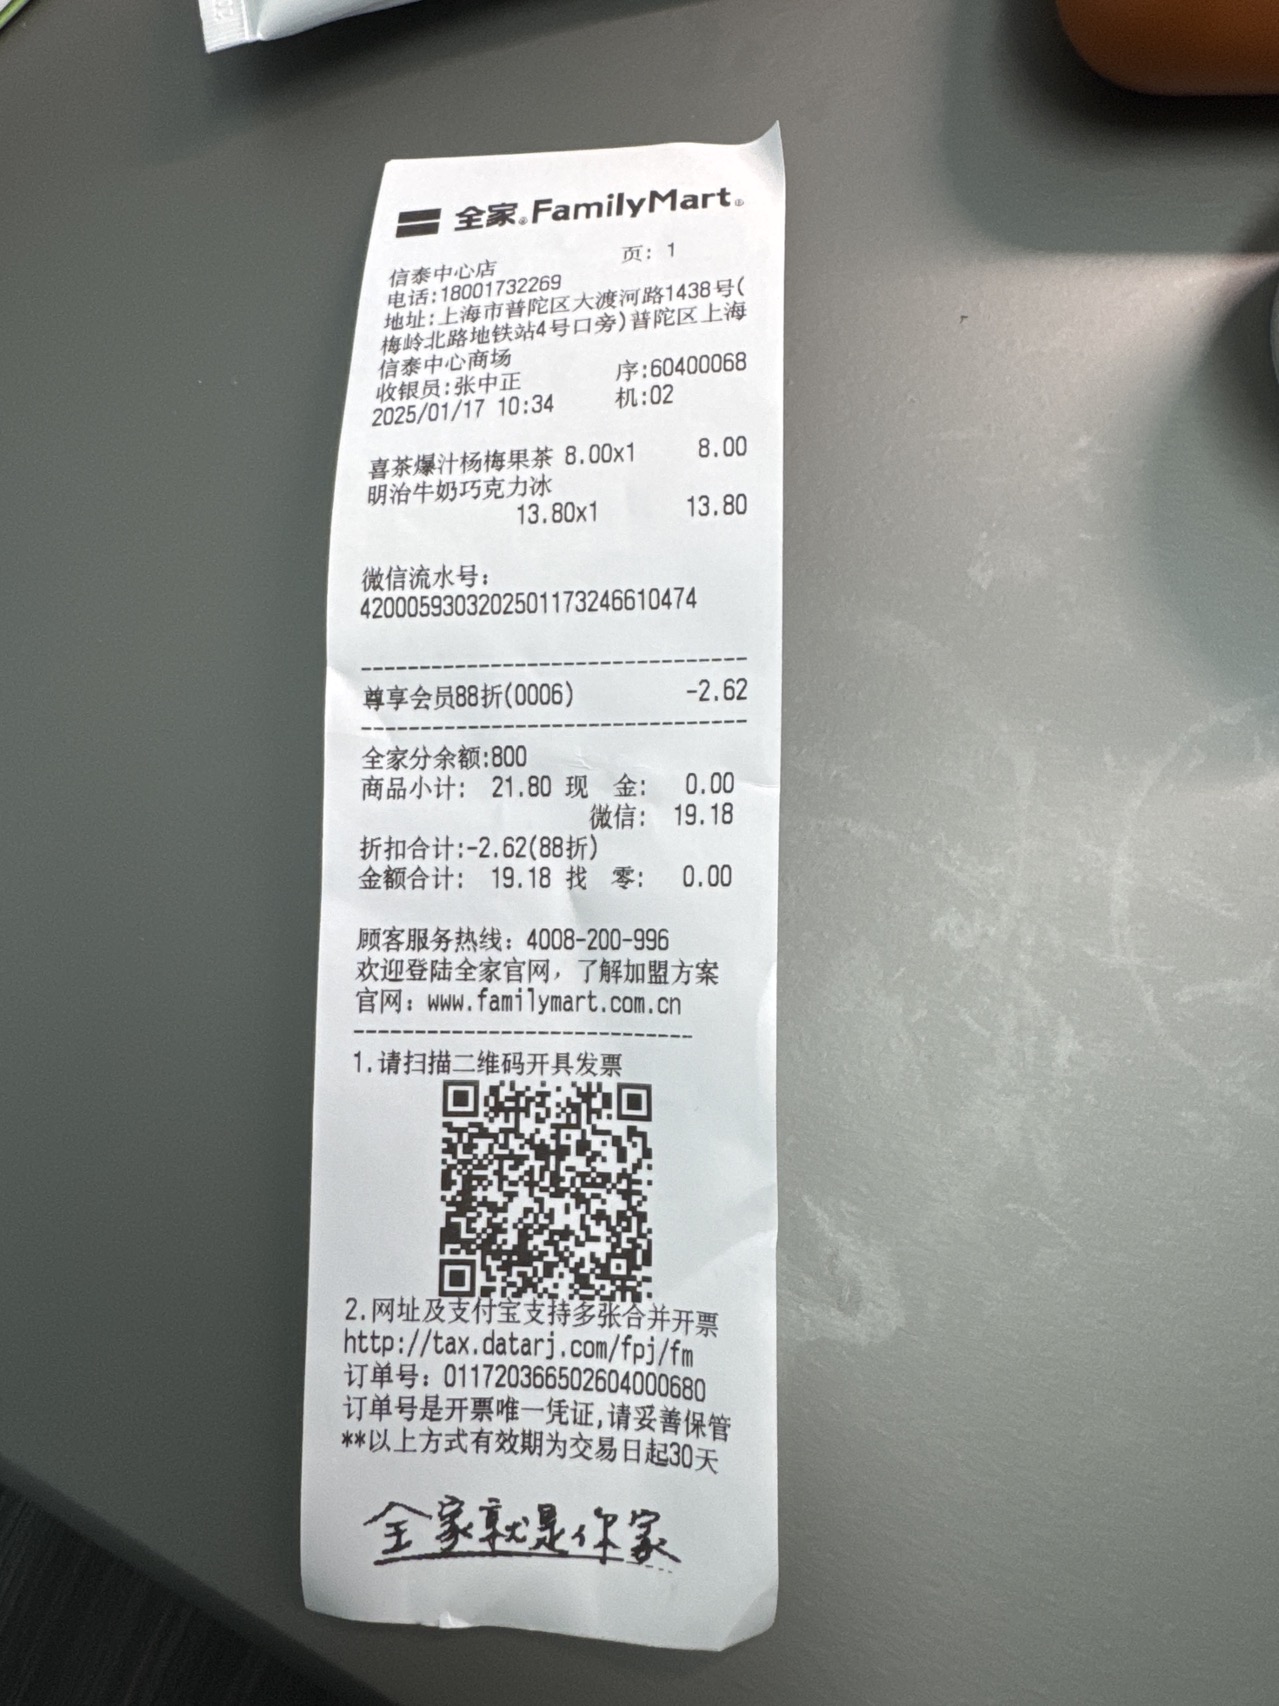 全家 FamilyMart
页: 1
信泰中心店
电话:18001732269
地址:上海市普陀区大渡河路1438号(
梅岭北路地铁站4号口旁)普陀区上海
信泰中心商场
收银员:张中正 序:60400068
2025/01/17 10:34 机:02
喜茶爆汁杨梅果茶 8.00x1 8.00
明治牛奶巧克力冰
13.80x1 13.80
微信流水号:
4200059303202501173246610474
尊享会员88折(0006) -2.62
全家分余额:800
商品小计: 21.80 现 金: 0.00
微信: 19.18
折扣合计:-2.62(88折)
金额合计: 19.18 找 零: 0.00
顾客服务热线: 4008-200-996
欢迎登陆全家官网, 了解加盟方案
官网: www.familymart.com.cn
1.请扫描二维码开具发票
2.网址及支付宝支持多张合并开票
http://tax.datarj.com/fpj/fm
订单号: 0117203665026040006​80
订单号是开票唯一凭证,请妥善保管
**以上方式有效期为交易日起30天
全家就是你家